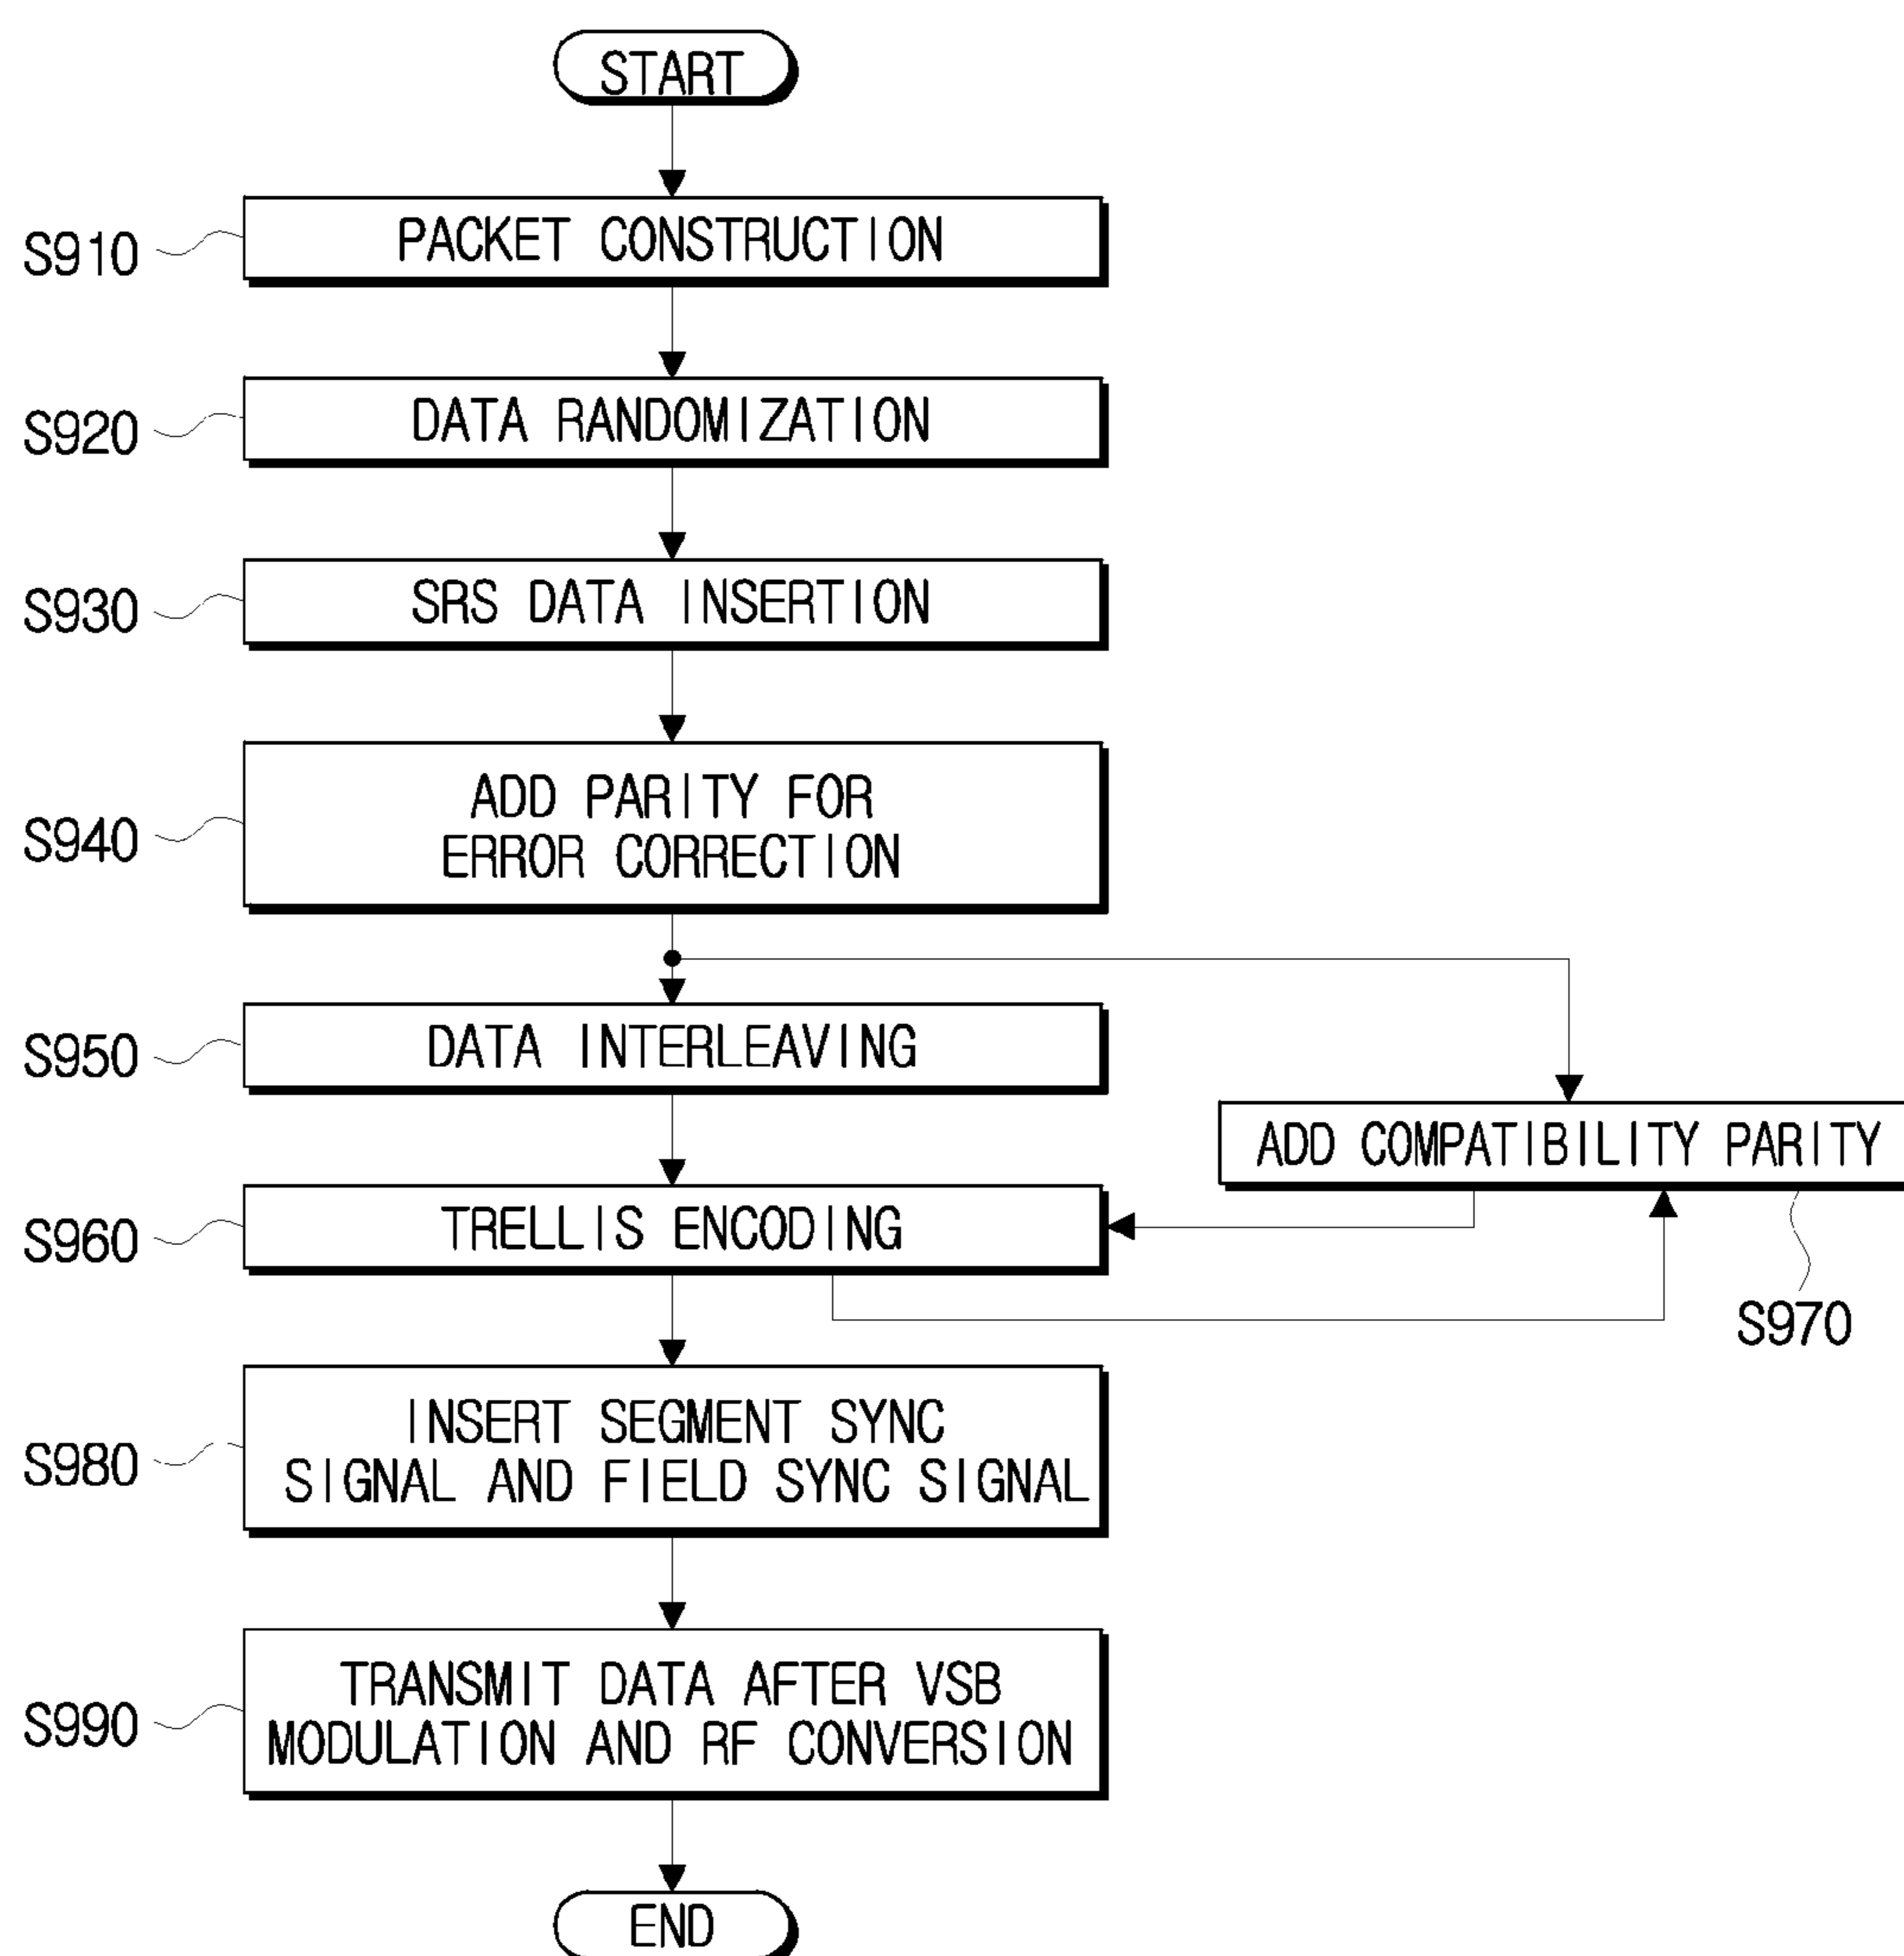 START
S910
PACKET CONSTRUCTION
S920
DATA RANDOMIZATION
S930
SRS DATA INSERTION
S940
ADD PARITY FOR
ERROR CORRECTION
S950
DATA INTERLEAVING
ADD COMPATIBILITY PARITY
S960
TRELLIS ENCODING
S970
S980
INSERT SEGMENT SYNC
SIGNAL AND FIELD SYNC SIGNAL
S990
TRANSMIT DATA AFTER VSB
MODULATION AND RF CONVERSION
END